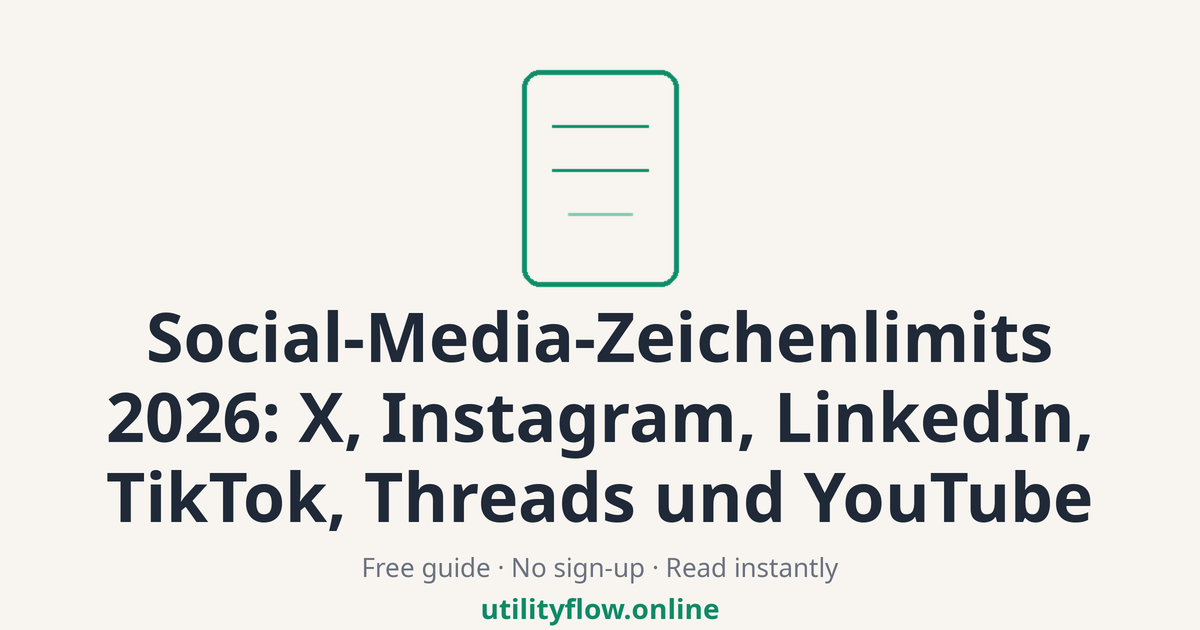 Social-Media-Zeichenlimits
2026: X, Instagram, LinkedIn,
TikTok, Threads und YouTube
Free guide · No sign-up · Read instantly
utilityflow.online